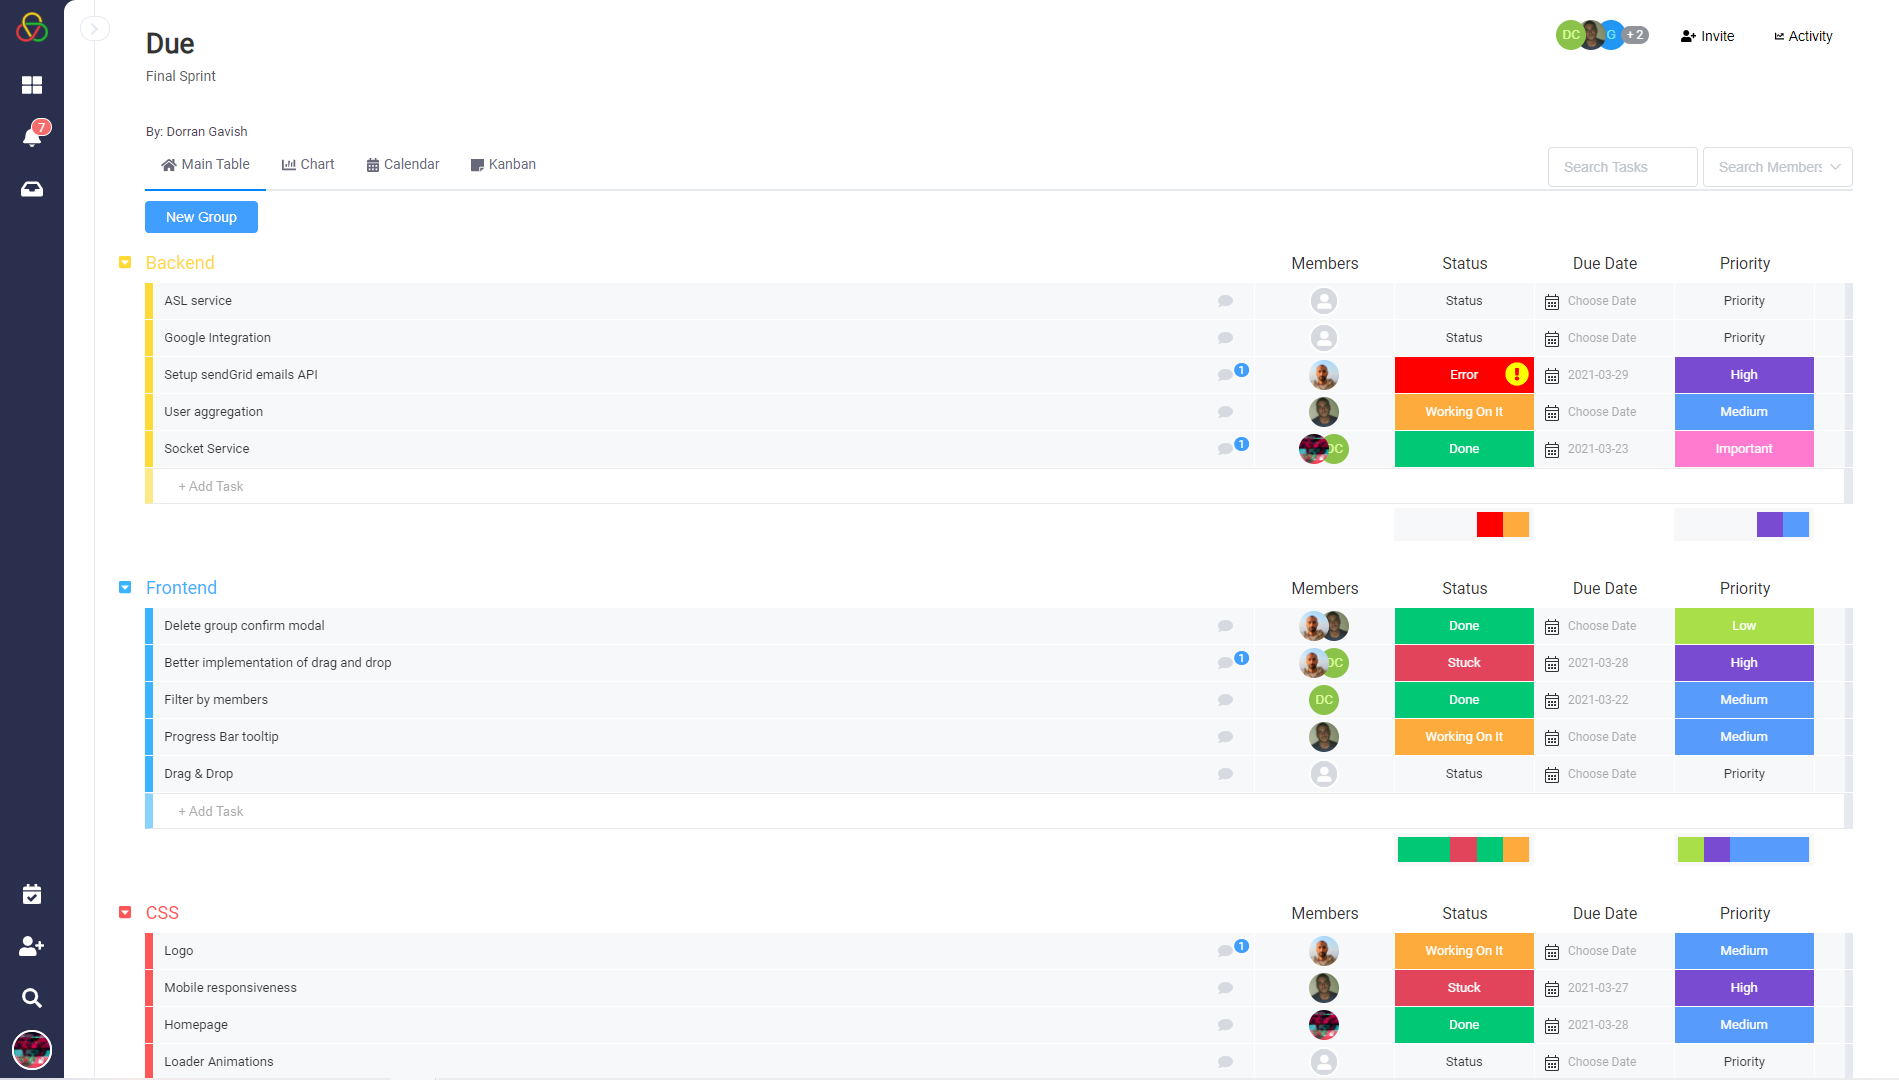 Due
DC G +2 Invite Activity
Final Sprint
7
By: Dorran Gavish
Main Table Chart Calendar Kanban Search Tasks Search Members
New Group
Backend Members Status Due Date Priority
ASL service Status Choose Date Priority
Google Integration Status Choose Date Priority
Setup sendGrid emails API 1 Error ! 2021-03-29 High
User aggregation Working On It Choose Date Medium
Socket Service 1 DC Done 2021-03-23 Important
+ Add Task
Frontend Members Status Due Date Priority
Delete group confirm modal Done Choose Date Low
Better implementation of drag and drop 1 DC Stuck 2021-03-28 High
Filter by members DC Done 2021-03-22 Medium
Progress Bar tooltip Working On It Choose Date Medium
Drag & Drop Status Choose Date Priority
+ Add Task
CSS Members Status Due Date Priority
Logo 1 Working On It Choose Date Medium
Mobile responsiveness Stuck 2021-03-27 High
Homepage Done 2021-03-28 Medium
Loader Animations Status Choose Date Priority